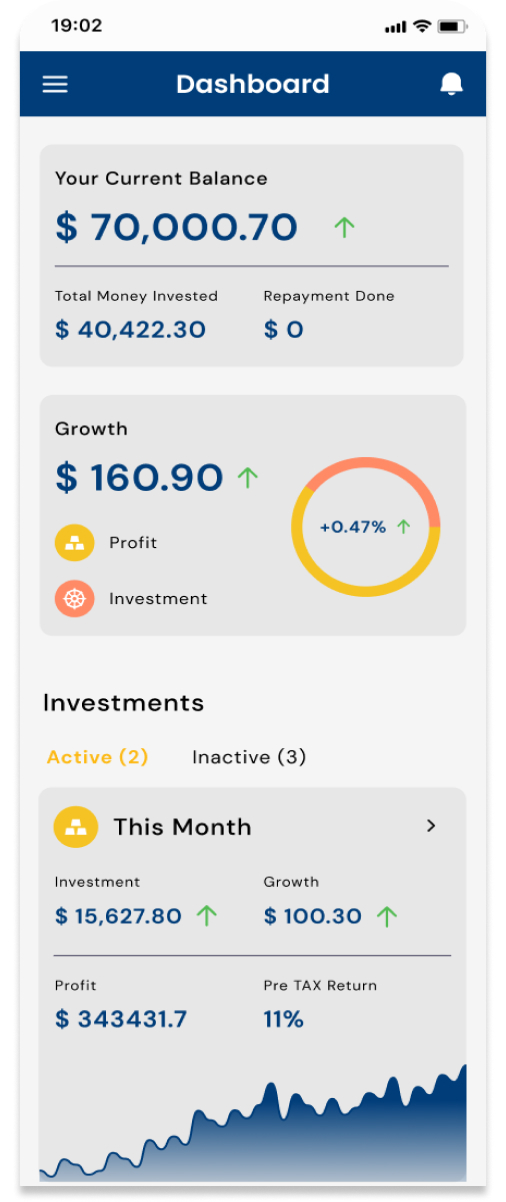 19:02
Dashboard
Your Current Balance
$ 70,000.70
Total Money Invested Repayment Done
$ 40,422.30 $ 0
Growth
$ 160.90
+0.47%
Profit
Investment
Investments
Active (2) Inactive (3)
This Month
Investment Growth
$ 15,627.80 $ 100.30
Profit Pre TAX Return
$ 343431.7 11%